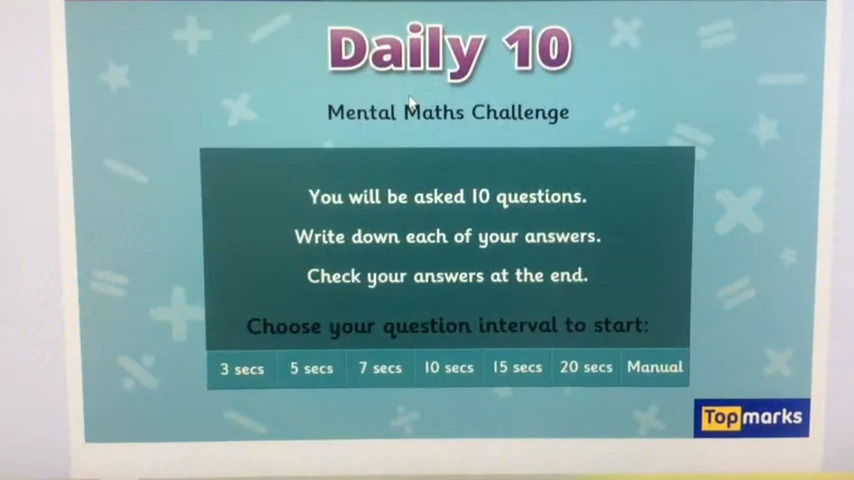 Daily 10
Mental Maths Challenge
You will be asked 10 questions.
Write down each of your answers.
Check your answers at the end.
Choose your question interval to start:
3 secs 5 secs 7 secs 10 secs 15 secs 20 secs Manual
Topmarks